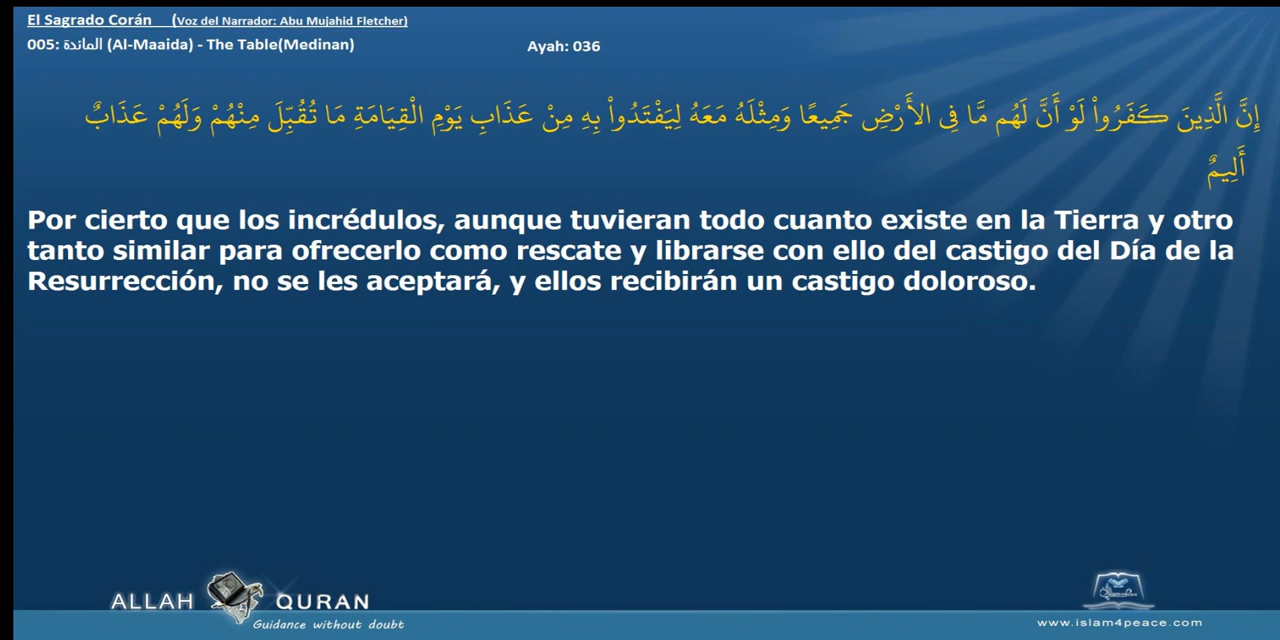 El Sagrado Corán (Voz del Narrador: Abu Mujahid Fletcher)
005: المائدة (Al-Maaida) - The Table(Medinan)
Ayah: 036
إِنَّ الَّذِينَ كَفَرُواْ لَوْ أَنَّ لَهُم مَّا فِي الأَرْضِ جَمِيعًا وَمِثْلَهُ مَعَهُ لِيَفْتَدُواْ بِهِ مِنْ عَذَابِ يَوْمِ الْقِيَامَةِ مَا تُقُبِّلَ مِنْهُمْ وَلَهُمْ عَذَابٌ
أَلِيمٌ
Por cierto que los incrédulos, aunque tuvieran todo cuanto existe en la Tierra y otro
tanto similar para ofrecerlo como rescate y librarse con ello del castigo del Día de la
Resurrección, no se les aceptará, y ellos recibirán un castigo doloroso.
ALLAH QURAN
Guidance without doubt
www.islam4peace.com